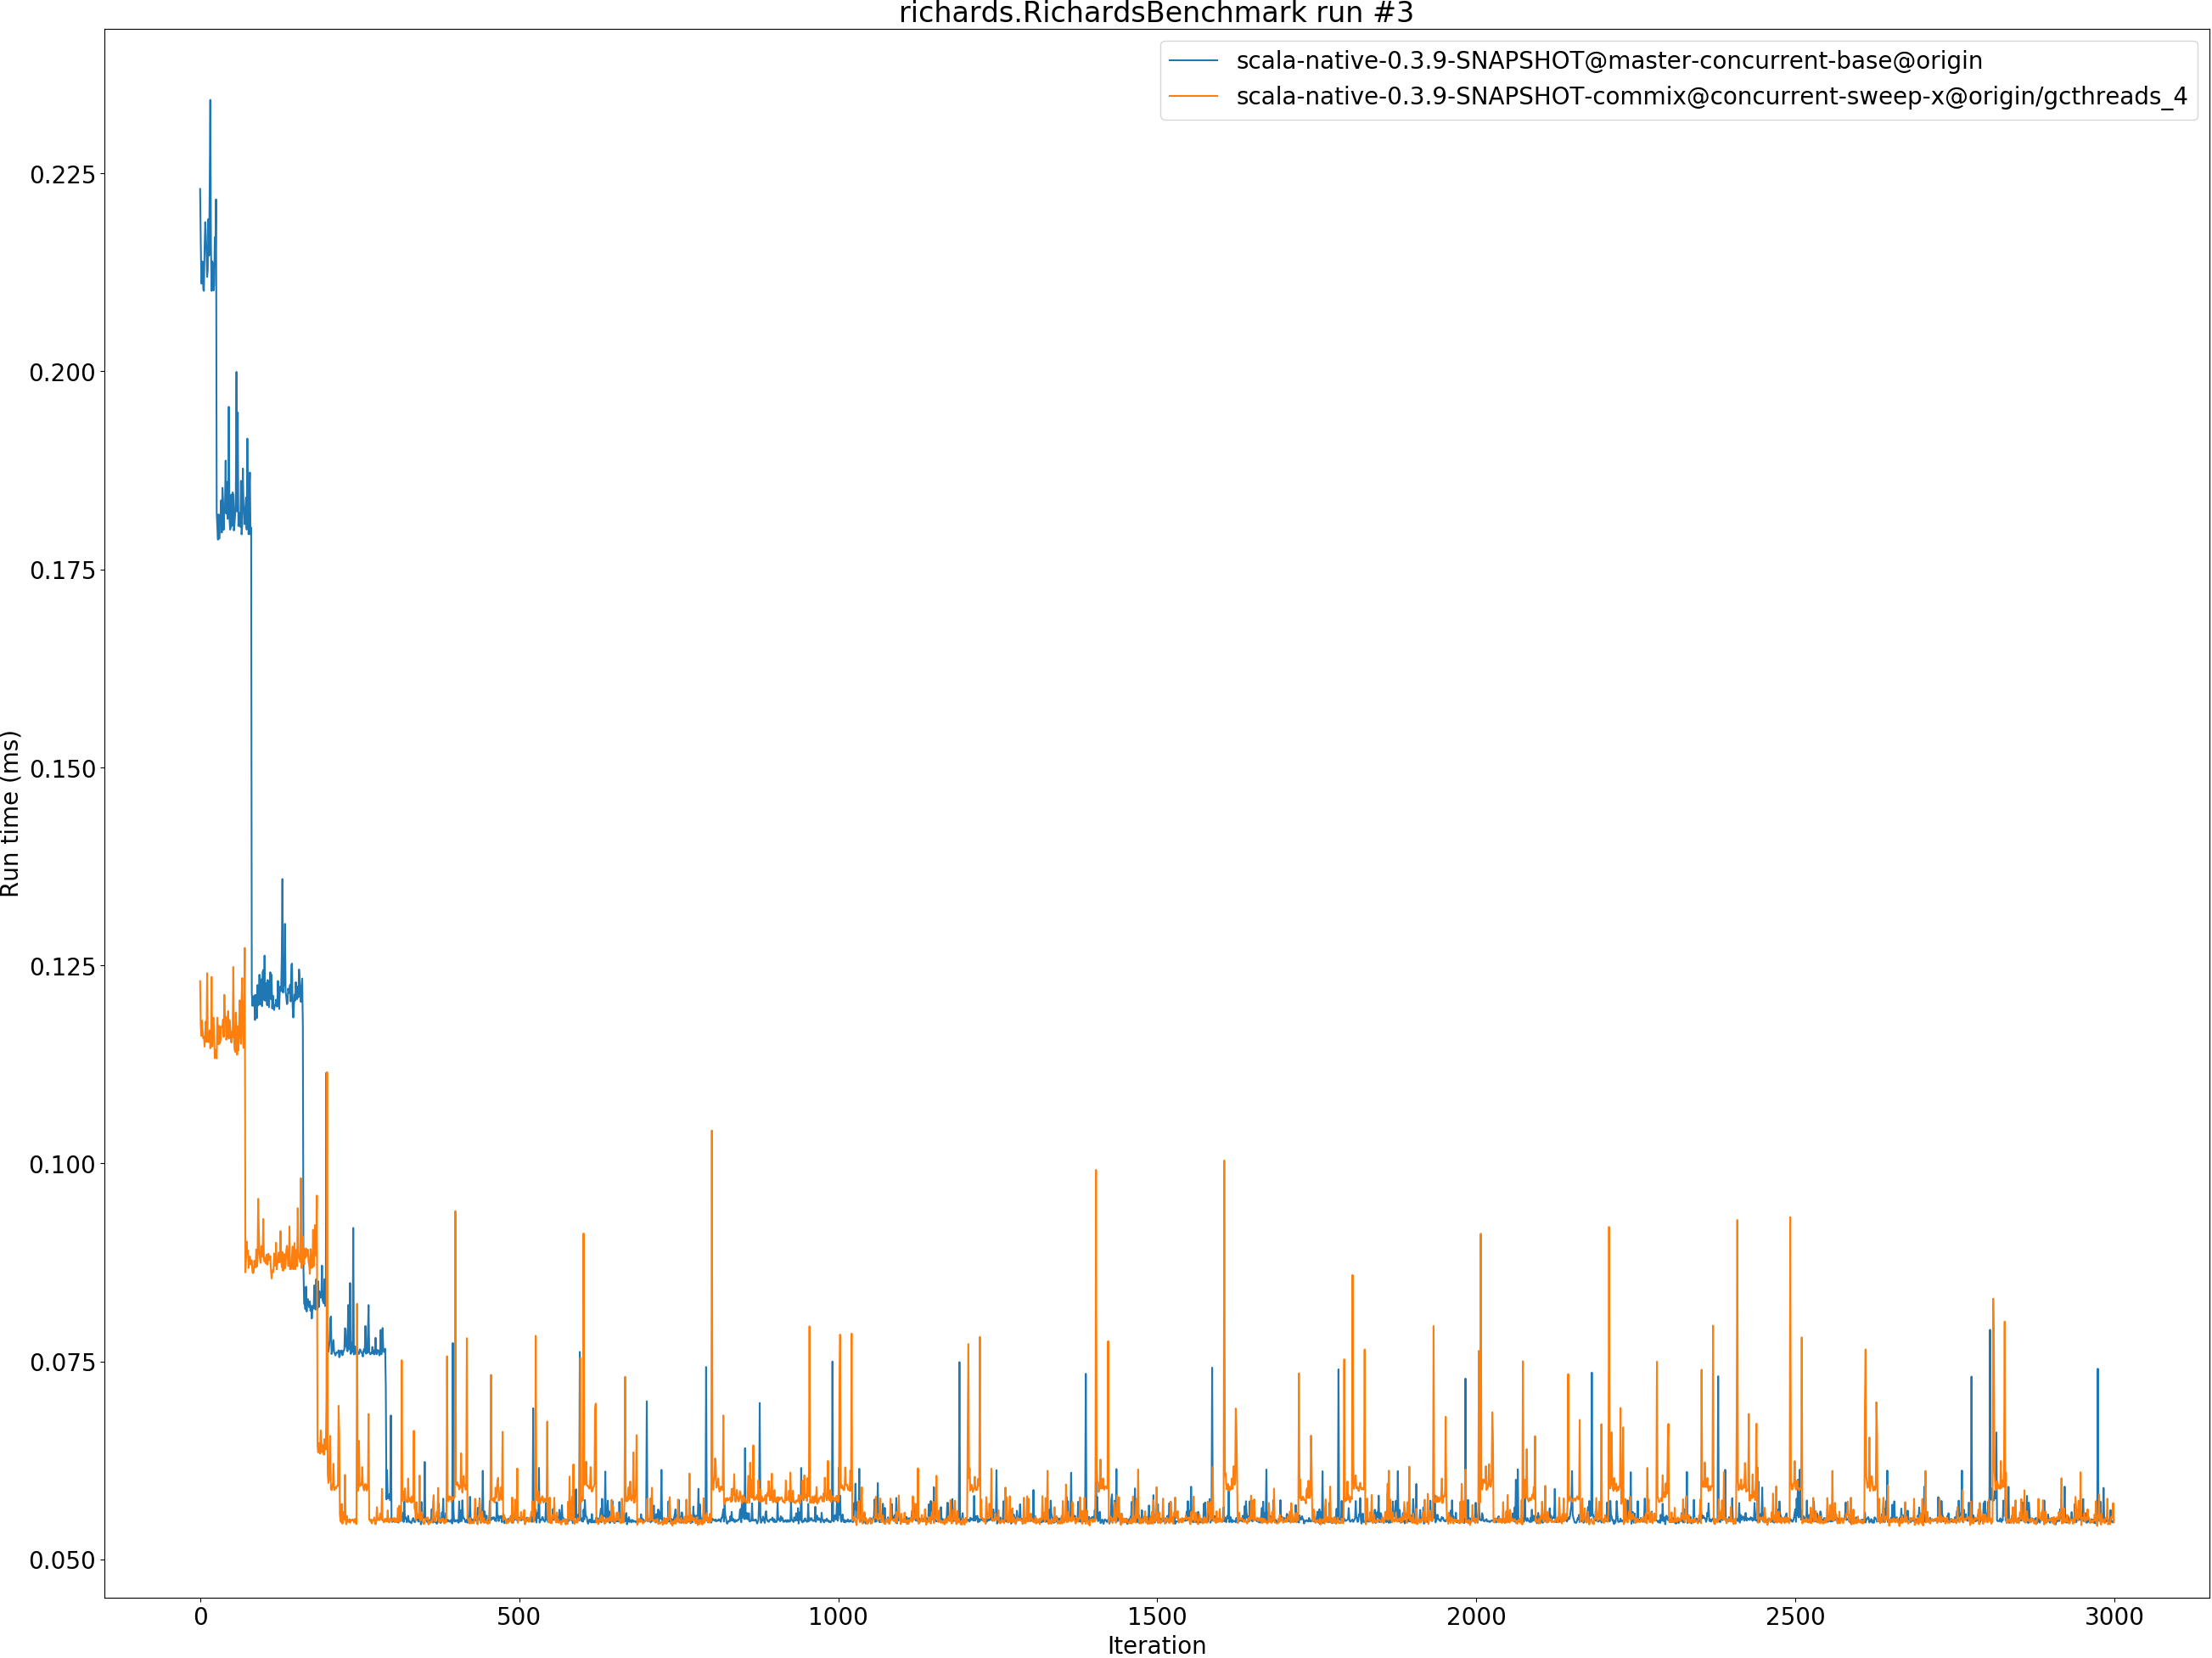 richards.RichardsBenchmark run #3
scala-native-0.3.9-SNAPSHOT@master-concurrent-base@origin
scala-native-0.3.9-SNAPSHOT-commix@concurrent-sweep-x@origin/gcthreads_4
0.225
0.200
0.175
0.150
0.125
0.100
0.075
0.050
Run time (ms)
0 500 1000 1500 2000 2500 3000
Iteration